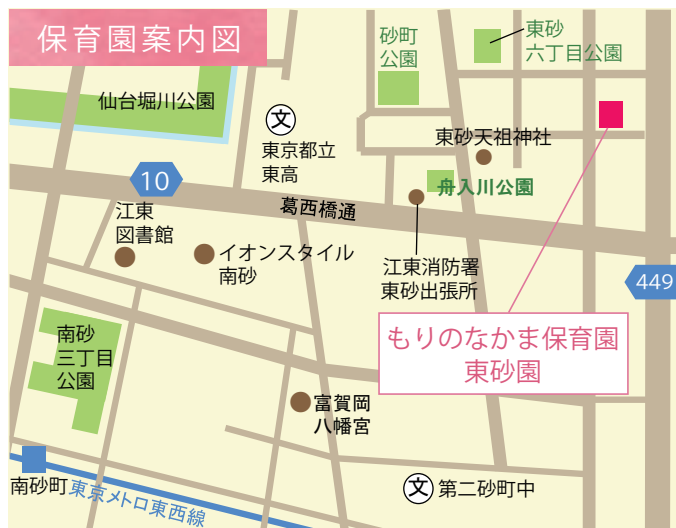 保育園案内図
東砂
六丁目公園
砂町
公園
仙台堀川公園
文
東京都立
東高
東砂天祖神社
10
舟入川公園
葛西橋通
江東
図書館
イオンスタイル
南砂
江東消防署
東砂出張所
449
もりのなかま保育園
東砂園
南砂
三丁目
公園
富賀岡
八幡宮
南砂町
東京メトロ東西線
文
第二砂町中